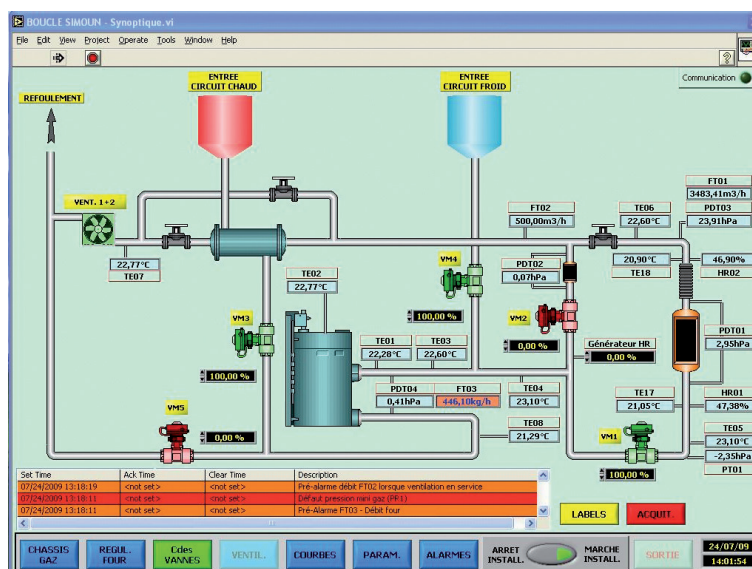 BOUCLE SIMOUN - Synoptique.vi
File Edit View Project Operate Tools Window Help
ENTREE
CIRCUIT CHAUD
ENTREE
CIRCUIT FROID
Communication
REFOULEMENT
VENT. 1+2
FT01
3483,41m3/h
FT02
500,00m3/h
TE06
22,60°C
PDT03
23,91hPa
22,77°C
TE07
TE02
22,77°C
VM4
100,00 %
PDT02
0,07hPa
20,90°C
TE18
46,90%
HR02
VM3
100,00 %
VM2
0,00 %
Générateur HR
0,00 %
PDT01
2,95hPa
TE01
22,28°C
TE03
22,60°C
PDT04
0,41hPa
FT03
446,10kg/h
TE04
23,10°C
TE17
21,05°C
HR01
47,38%
VM5
0,00 %
TE08
21,29°C
VM1
100,00 %
TE05
23,10°C
-2,35hPa
PT01
Set Time Ack Time Clear Time Description
07/24/2009 13:18:19 <not set> <not set> Pré-alarme débit FT02 lorsque ventilation en service
07/24/2009 13:18:11 <not set> <not set> Défaut pression mini gaz (PP1)
07/24/2009 13:18:11 <not set> <not set> Pré-Alarme FT03 - Débit four
LABELS
ACQUIT.
CHASSIS
GAZ
REGUL.
FOUR
Cdes
VANNES
VENTIL.
COURBES
PARAM.
ALARMES
ARRET
INSTALL.
MARCHE
INSTALL.
SORTIE
24/07/09
14:01:54